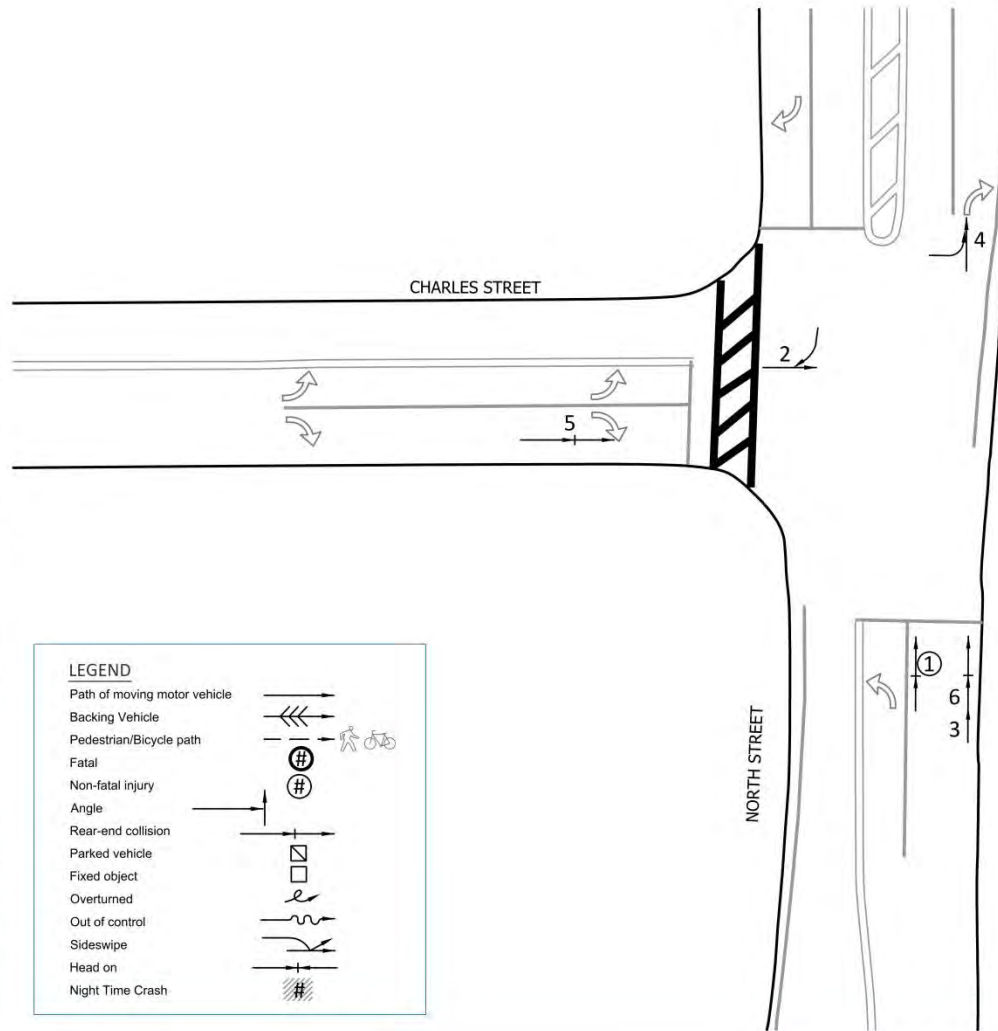 4
CHARLES STREET
2
5
1
6
3
NORTH STREET
LEGEND
Path of moving motor vehicle
Backing Vehicle
Pedestrian/Bicycle path
Fatal #
Non-fatal injury #
Angle
Rear-end collision
Parked vehicle
Fixed object
Overturned
Out of control
Sideswipe
Head on
Night Time Crash #